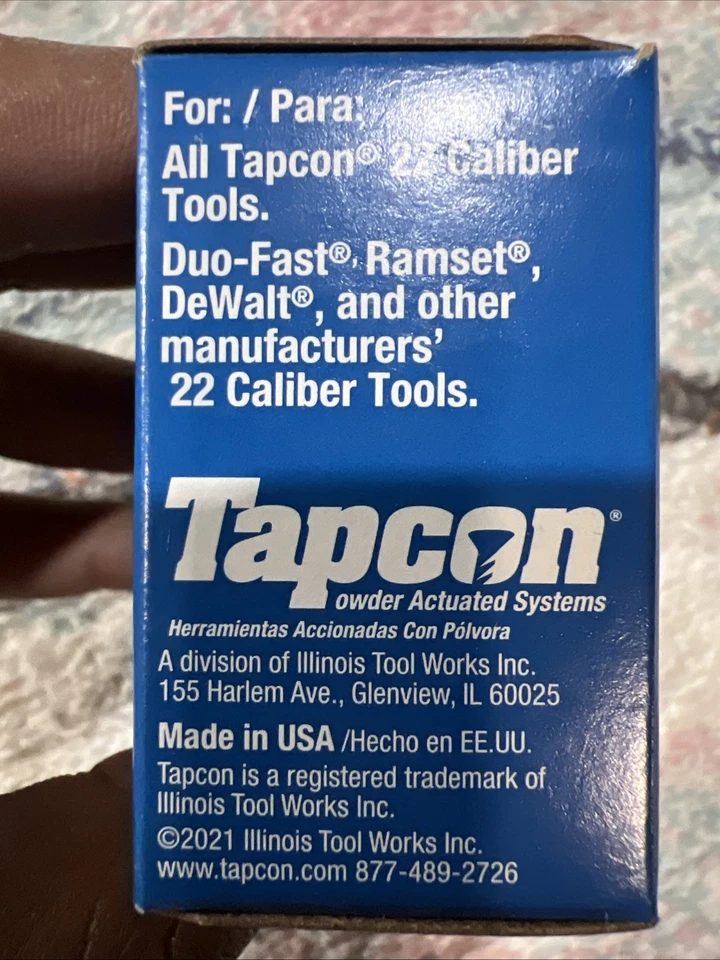 For: / Para:
All Tapcon® 22 Caliber
Tools.
Duo-Fast®, Ramset®,
DeWalt®, and other
manufacturers’
22 Caliber Tools.
Tapcon®
owder Actuated Systems
Herramientas Accionadas Con Pólvora
A division of Illinois Tool Works Inc.
155 Harlem Ave., Glenview, IL 60025
Made in USA /Hecho en EE.UU.
Tapcon is a registered trademark of
Illinois Tool Works Inc.
©2021 Illinois Tool Works Inc.
www.tapcon.com 877-489-2726